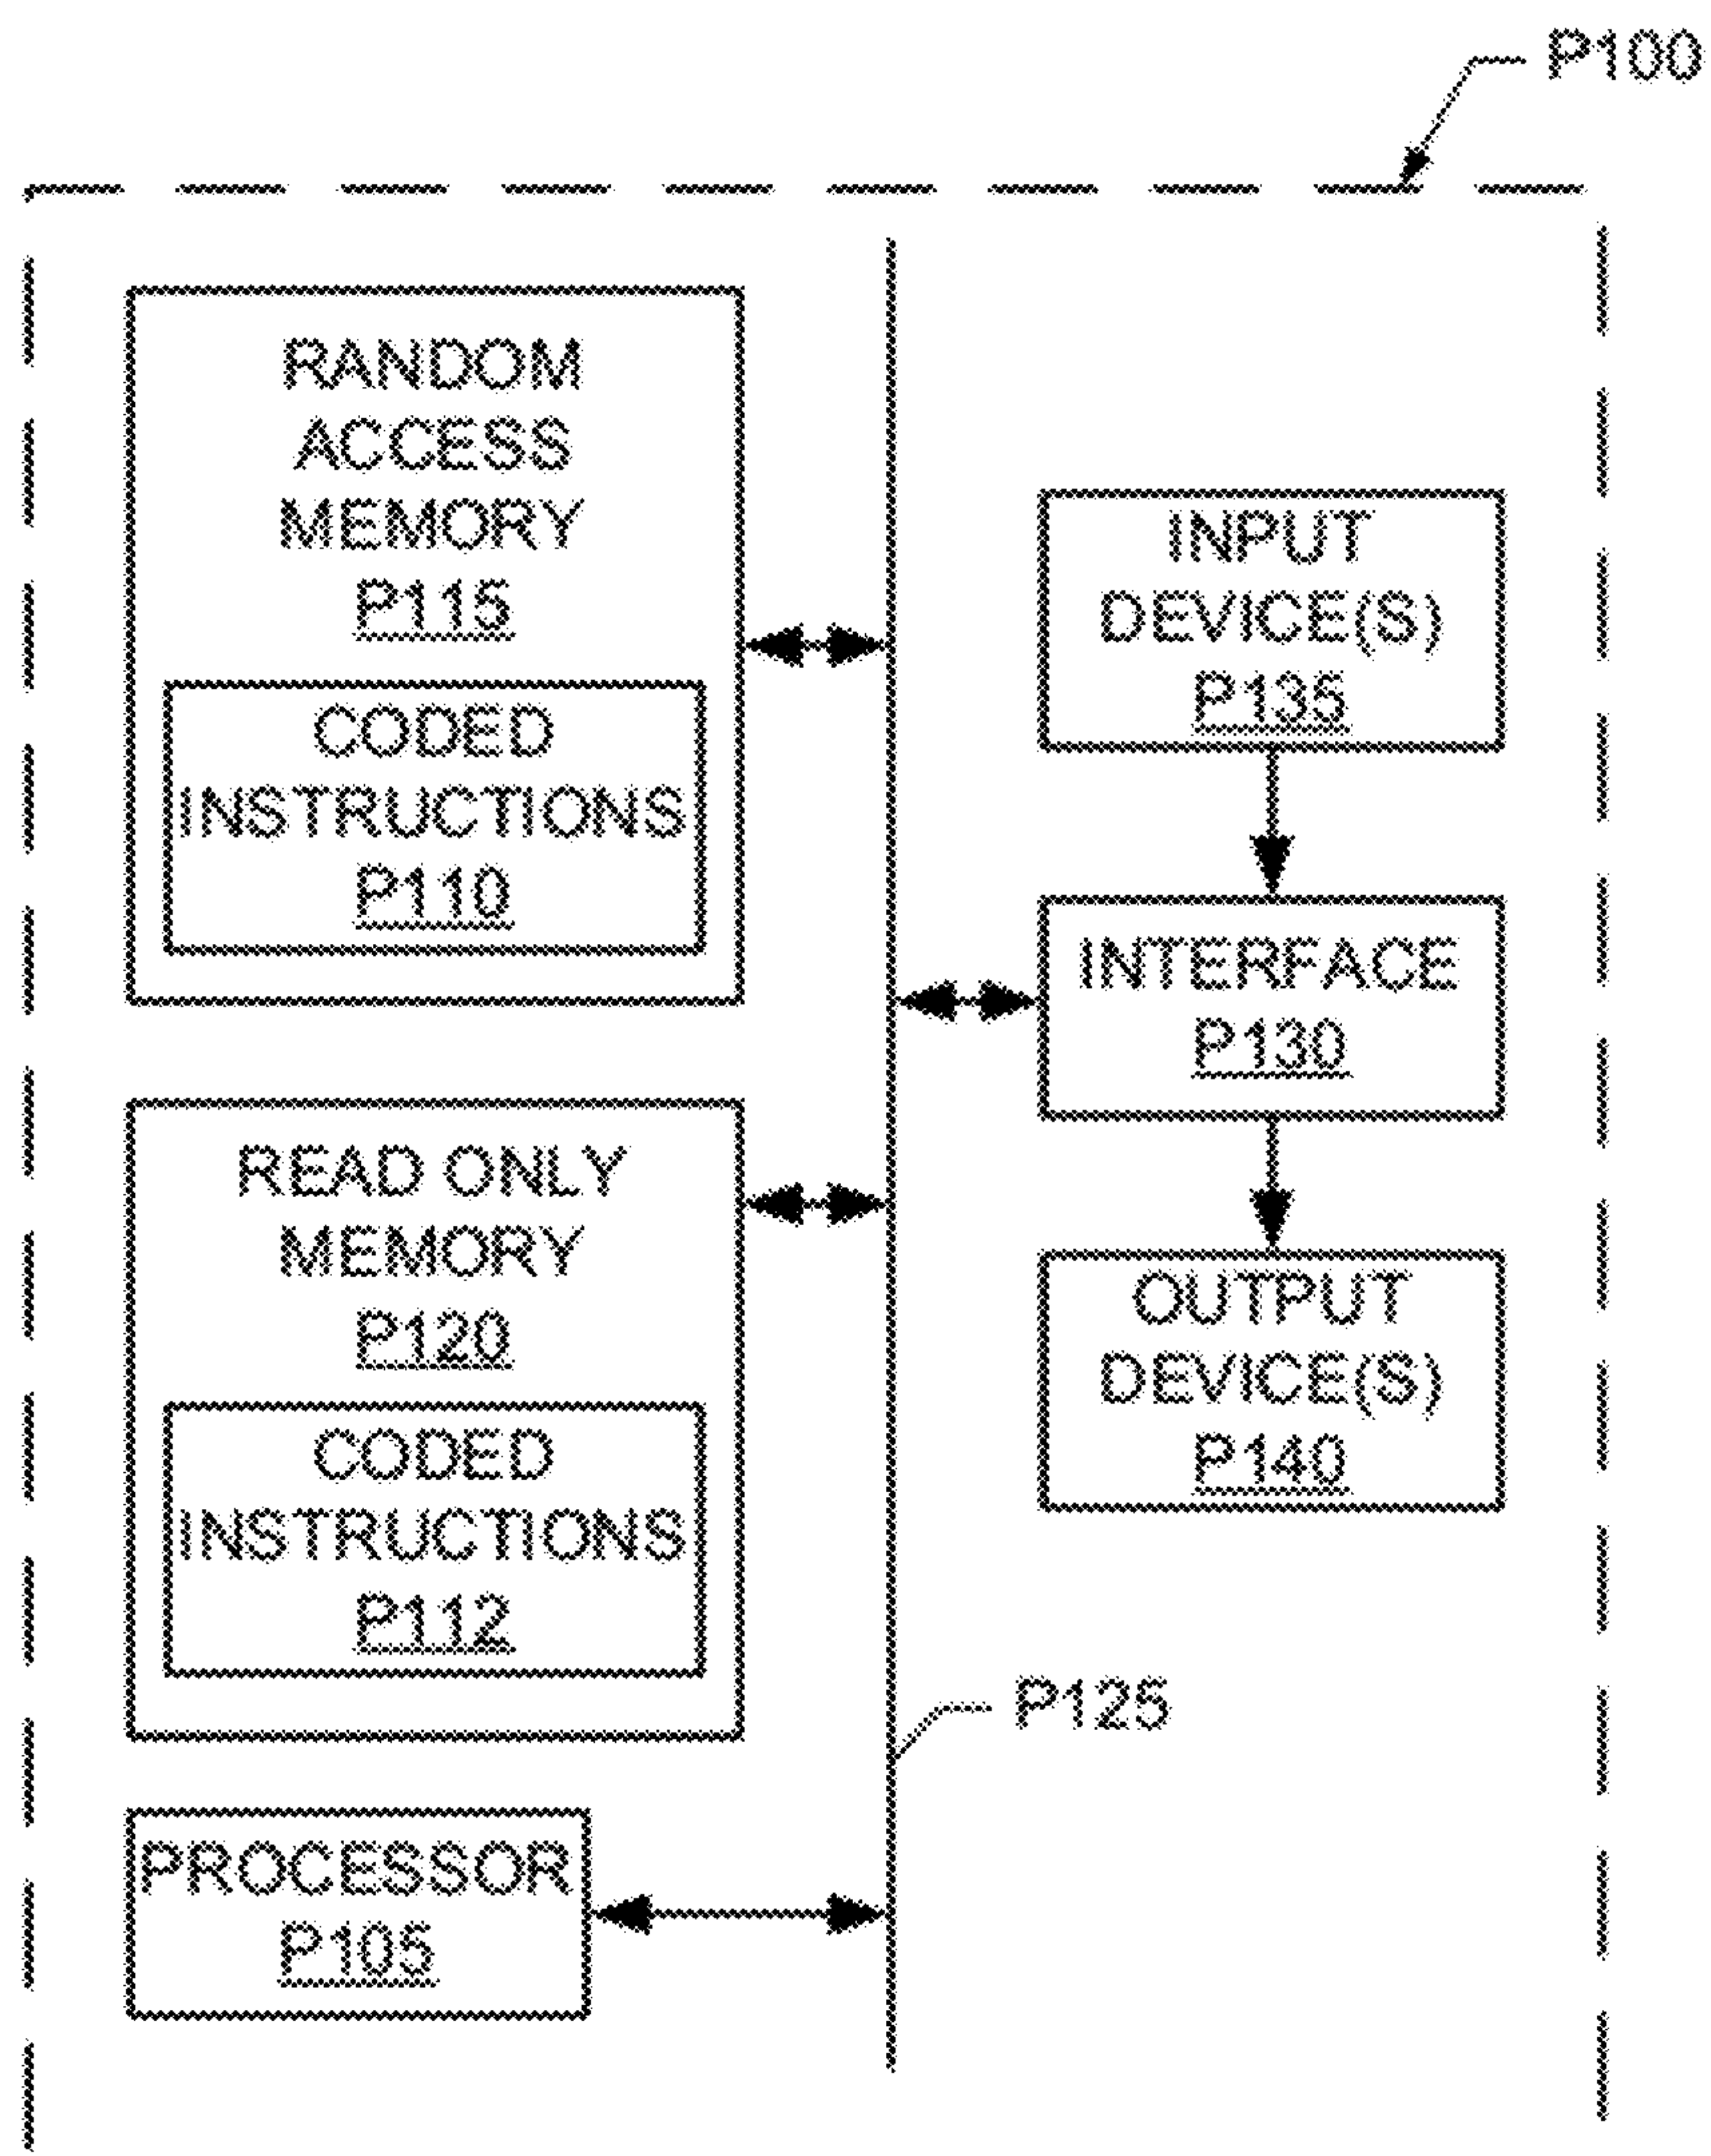 P100
RANDOM
ACCESS
MEMORY
P115
CODED
INSTRUCTIONS
P110
READ ONLY
MEMORY
P120
CODED
INSTRUCTIONS
P112
PROCESSOR
P105
INPUT
DEVICE(S)
P135
INTERFACE
P130
OUTPUT
DEVICE(S)
P140
P125